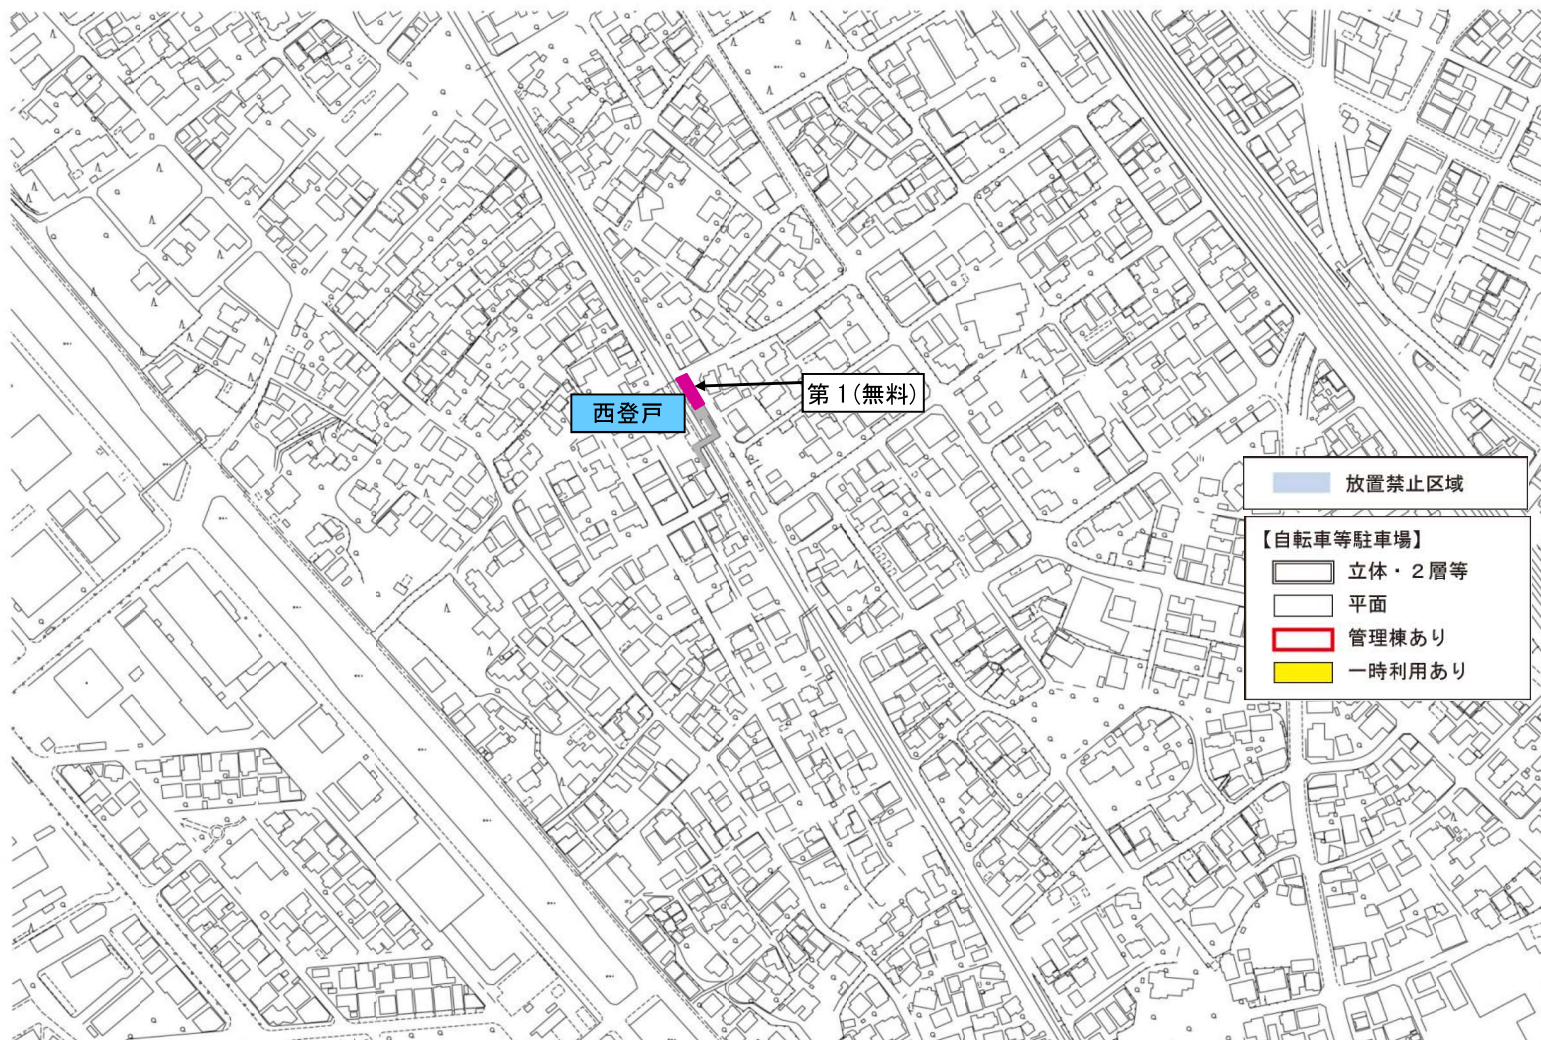 西登戸
第１(無料)
放置禁止区域
【自転車等駐車場】
立体・２層等
平面
管理棟あり
一時利用あり